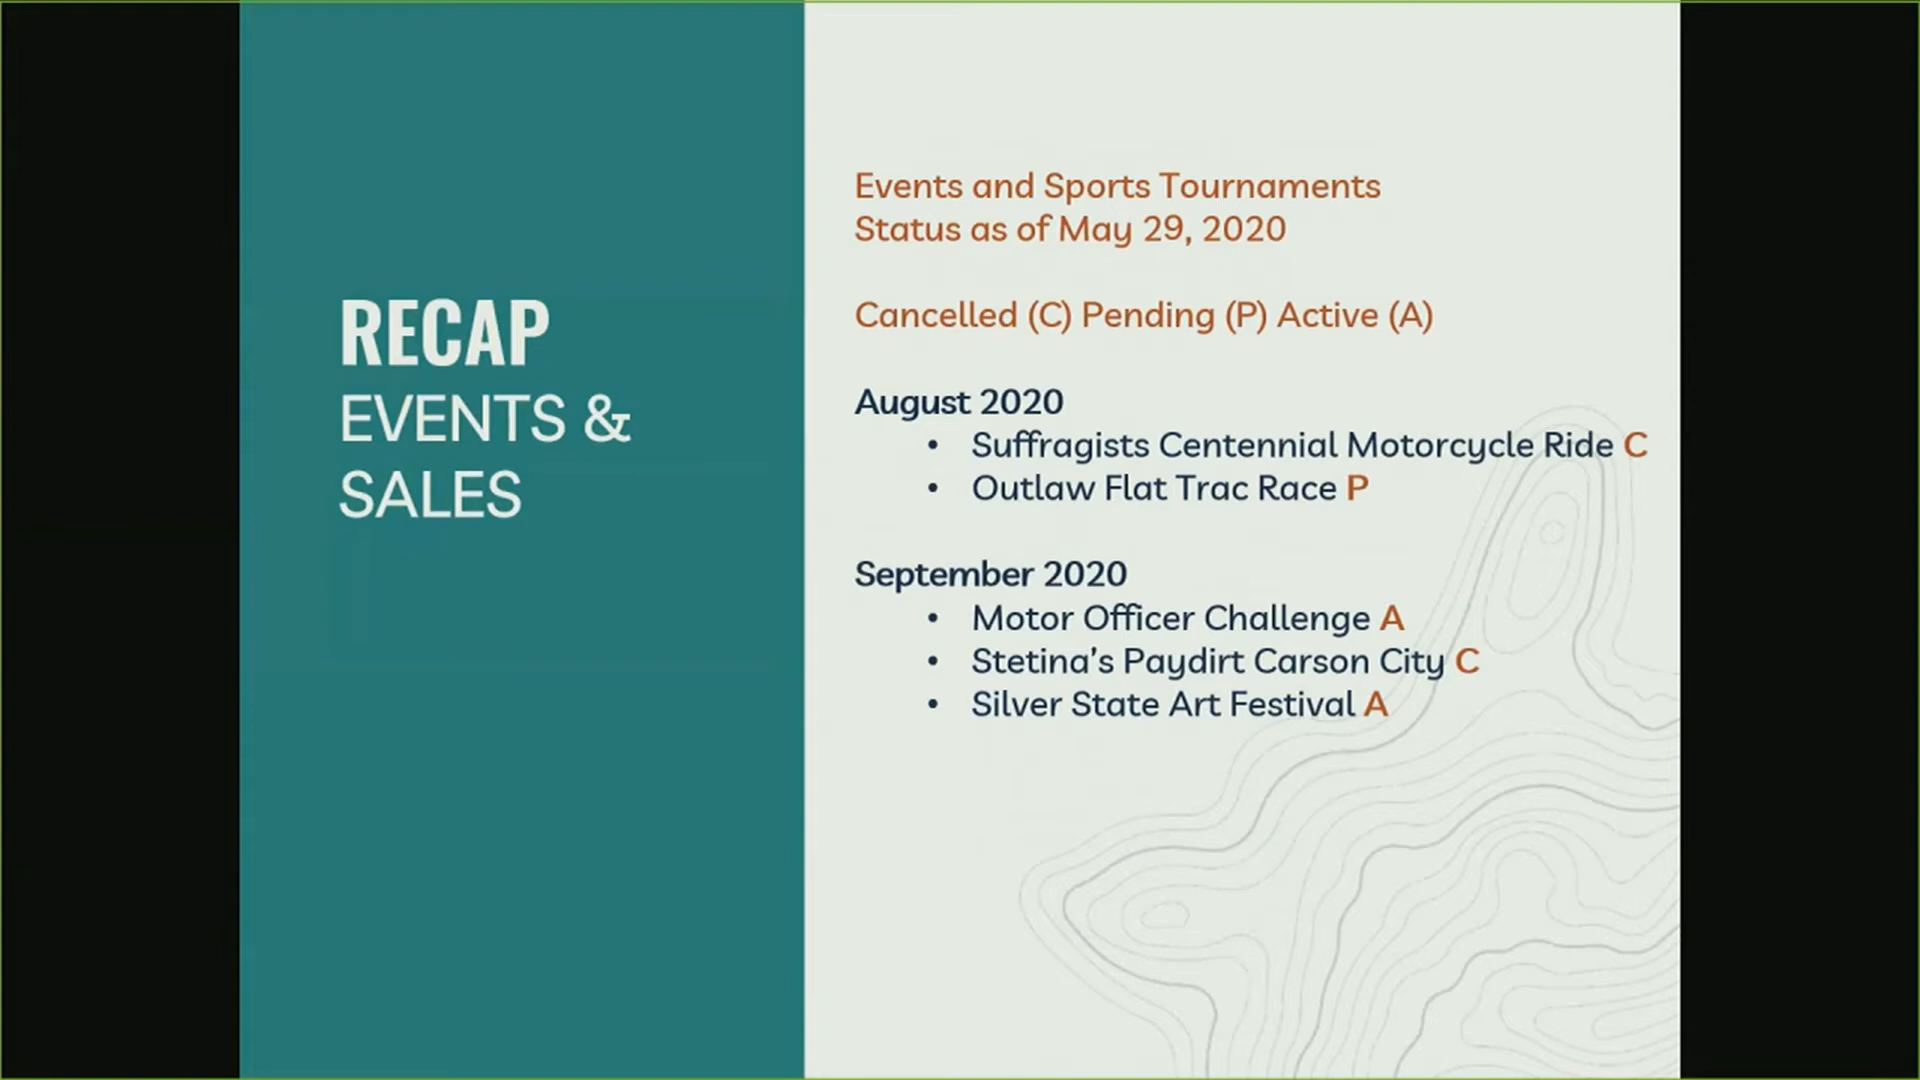 RECAP
EVENTS &
SALES
Events and Sports Tournaments
Status as of May 29, 2020
Cancelled (C) Pending (P) Active (A)
August 2020
• Suffragists Centennial Motorcycle Ride C
• Outlaw Flat Trac Race P
September 2020
• Motor Officer Challenge A
• Stetina's Paydirt Carson City C
• Silver State Art Festival A